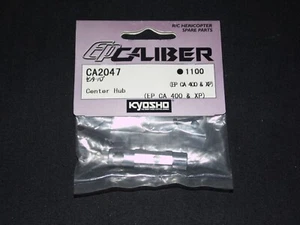 R/C HERICOPTER
SPARE PARTS
EP CALIBER
CA2047
●1100
ｾﾝﾀｰﾊﾌﾞ
(EP CA 400 & XP)
Center Hub
KYOSHO
(EP CA 400 & XP)